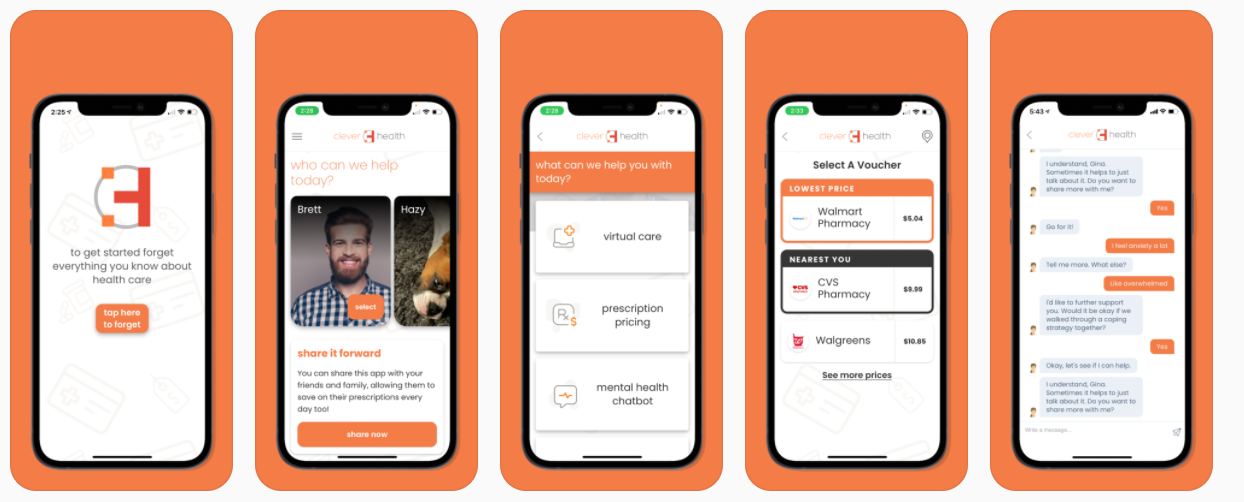 2:25
to get started forget
everything you know about
health care
tap here
to forget
2:28
clever health
who can we help
today?
Brett
Hazy
select
share it forward
You can share this app with your
friends and family, allowing them to
save on their prescriptions every
day too!
share now
2:28
clever health
what can we help you with
today?
virtual care
prescription
pricing
mental health
chatbot
2:33
clever health
Select A Voucher
LOWEST PRICE
Walmart
Pharmacy
$5.04
NEAREST YOU
CVS
Pharmacy
$9.99
Walgreens
$10.85
See more prices
5:43
clever health
I understand, Gina.
Sometimes it helps to just
talk about it. Do you want to
share more with me?
Yes
Go for it!
I feel anxiety a lot
Tell me more. What else?
Like overwhelmed
I'd like to further support
you. Would it be okay if we
walked through a coping
strategy together?
Yes
Okay, let's see if I can help.
I understand, Gina.
Sometimes it helps to just
talk about it. Do you want to
share more with me?
Write a message...